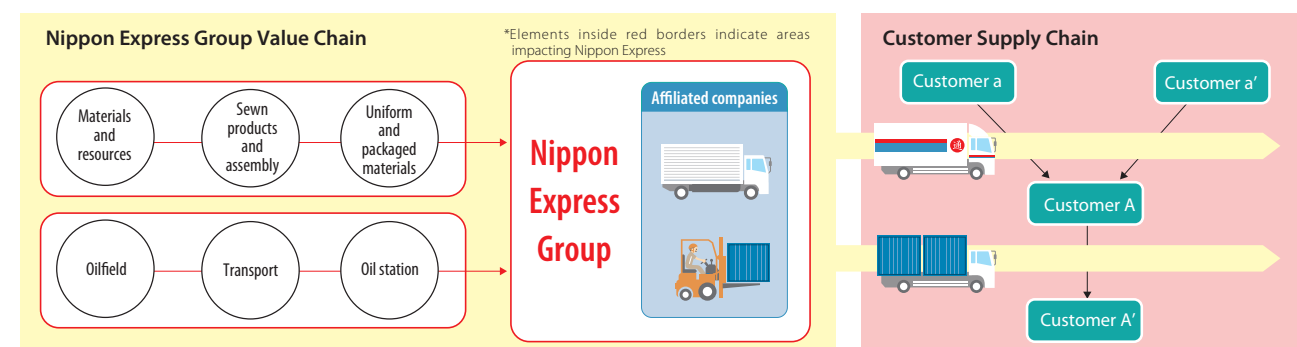 Nippon Express Group Value Chain
*Elements inside red borders indicate areas
impacting Nippon Express
Materials
and
resources
Sewn
products
and
assembly
Uniform
and
packaged
materials
Oilfield
Transport
Oil station
Nippon
Express
Group
Affiliated companies
Customer Supply Chain
Customer a
Customer a′
通
Customer A
Customer A′